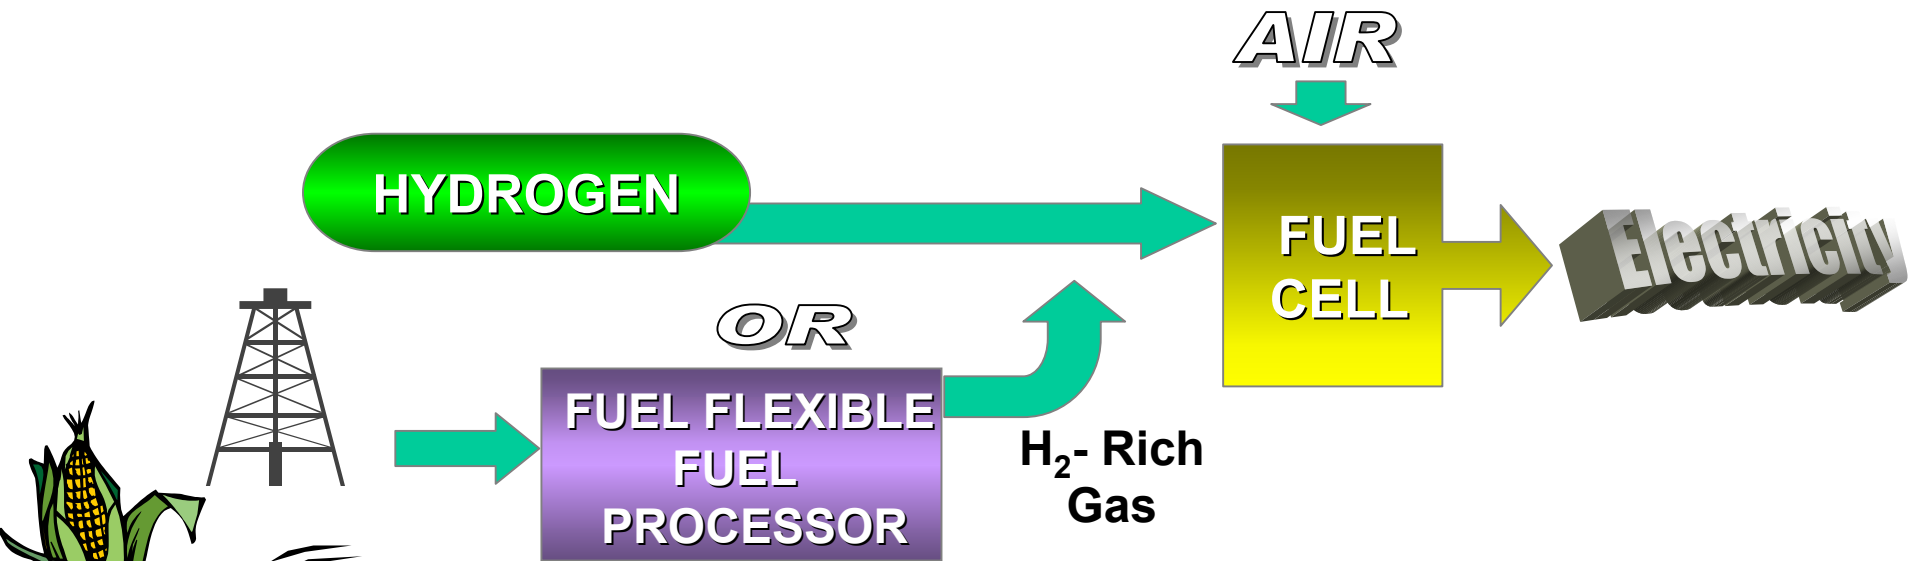 AIR
HYDROGEN
FUEL
CELL
Electricity
OR
FUEL FLEXIBLE
FUEL
PROCESSOR
H₂- Rich
Gas